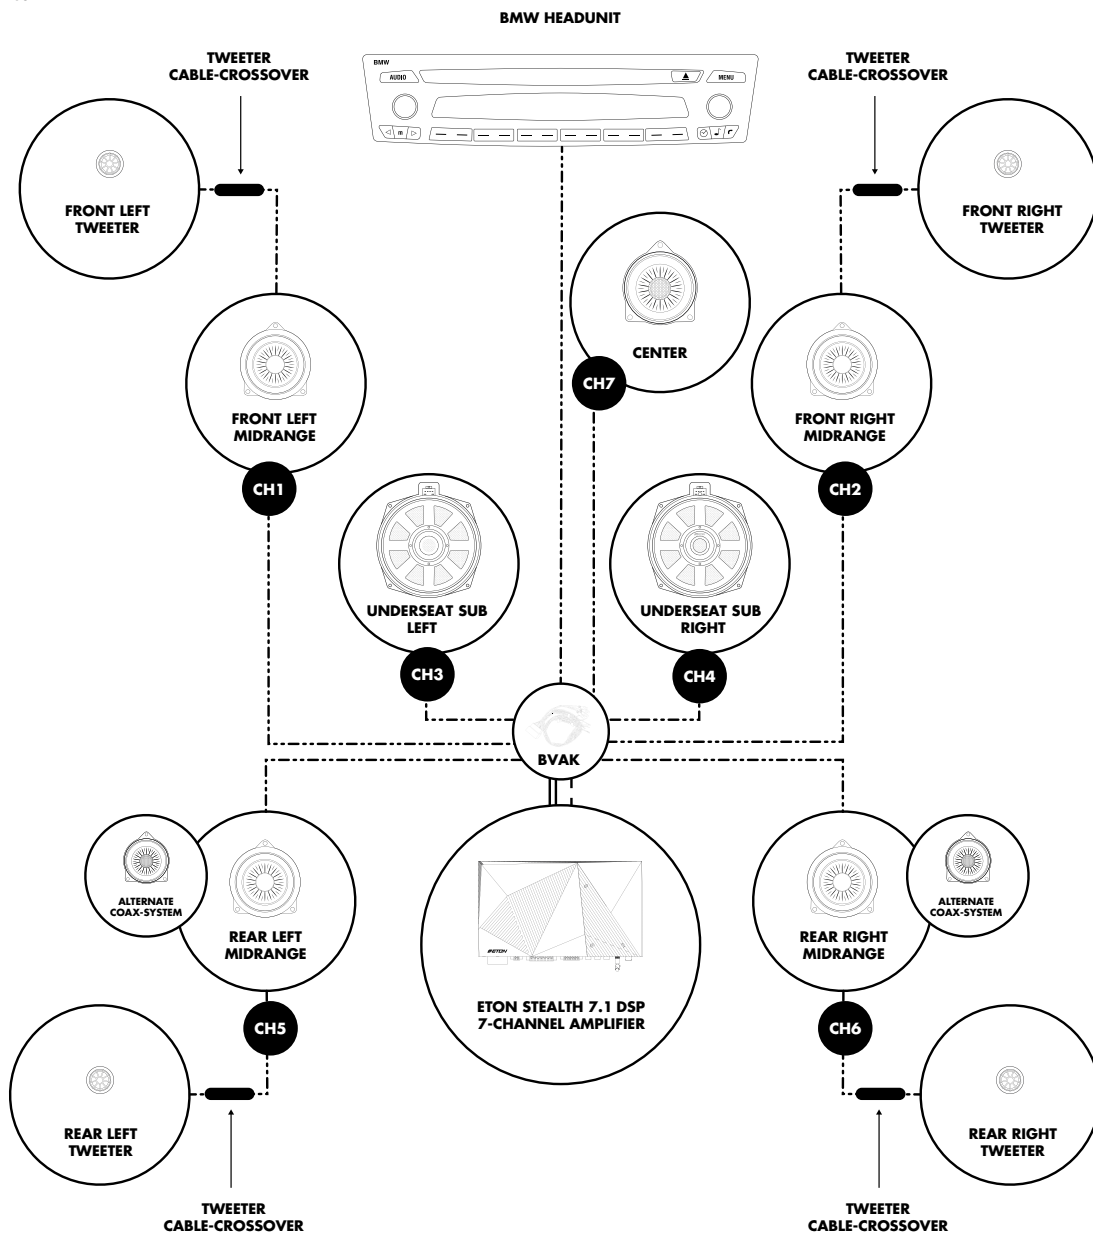 BMW HEADUNIT
TWEETER
CABLE-CROSSOVER
TWEETER
CABLE-CROSSOVER
BMW
AUDIO
MENU
FRONT LEFT
TWEETER
FRONT RIGHT
TWEETER
CENTER
CH7
FRONT LEFT
MIDRANGE
FRONT RIGHT
MIDRANGE
CH1
CH2
UNDERSEAT SUB
LEFT
UNDERSEAT SUB
RIGHT
CH3
CH4
BVAK
ALTERNATE
COAX-SYSTEM
REAR LEFT
MIDRANGE
ETON
ETON STEALTH 7.1 DSP
7-CHANNEL AMPLIFIER
REAR RIGHT
MIDRANGE
ALTERNATE
COAX-SYSTEM
CH5
CH6
REAR LEFT
TWEETER
REAR RIGHT
TWEETER
TWEETER
CABLE-CROSSOVER
TWEETER
CABLE-CROSSOVER